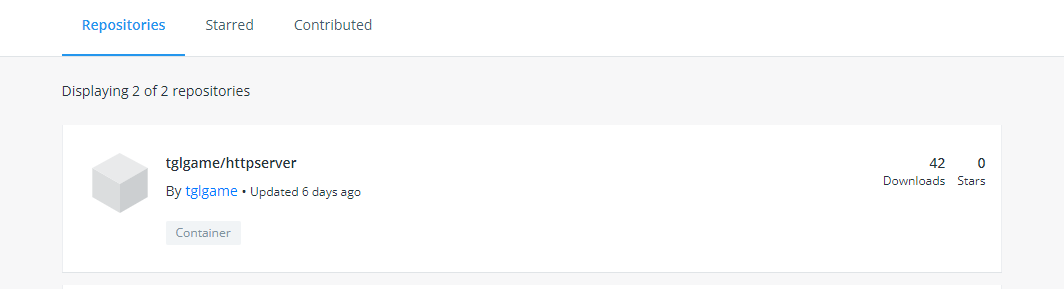 Repositories Starred Contributed
Displaying 2 of 2 repositories
tglgame/httpserver
42 0
By tglgame • Updated 6 days ago
Downloads Stars
Container